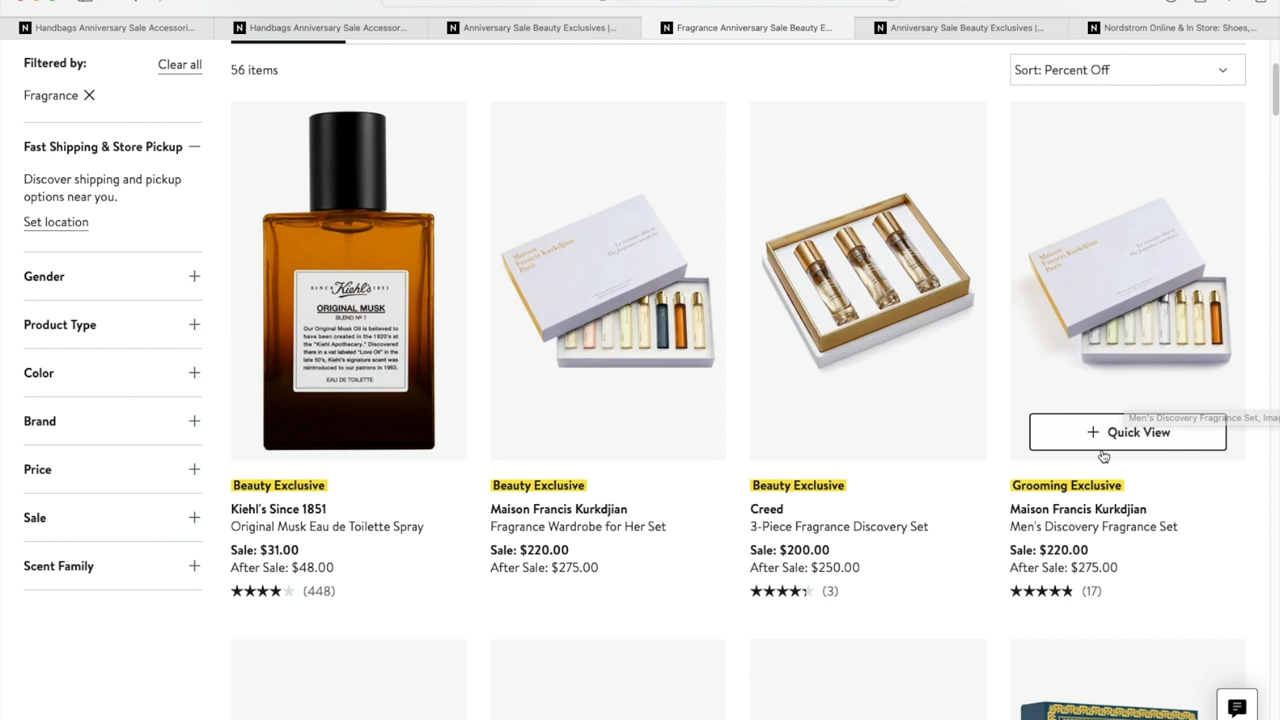 Handbags Anniversary Sale Accessori...
Handbags Anniversary Sale Accessor...
Anniversary Sale Beauty Exclusives |...
Fragrance Anniversary Sale Beauty E...
Anniversary Sale Beauty Exclusives |...
Nordstrom Online & In Store: Shoes,...
Filtered by:
Clear all
Fragrance
56 items
Sort: Percent Off
Fast Shipping & Store Pickup
Discover shipping and pickup
options near you.
Set location
Gender
Product Type
Color
Brand
Price
Sale
Scent Family
SINCE Kiehl's 1851
ORIGINAL MUSK
BLEND Nº 1
Our Original Musk Oil is believed to
have been created in the 1920's at
the "Kiehl Apothecary." Discovered
there in a vat labeled "Love Oil" in the
late 50's, Kiehl's signature scent was
reintroduced to our patrons in 1963.
EAU DE TOILETTE
Beauty Exclusive
Kiehl's Since 1851
Original Musk Eau de Toilette Spray
Sale: $31.00
After Sale: $48.00
(448)
Maison
Francis
Kurkdjian
Paris
Beauty Exclusive
Maison Francis Kurkdjian
Fragrance Wardrobe for Her Set
Sale: $220.00
After Sale: $275.00
Beauty Exclusive
Creed
3-Piece Fragrance Discovery Set
Sale: $200.00
After Sale: $250.00
(3)
Maison
Francis
Kurkdjian
Paris
Men's Discovery Fragrance Set, Imag
Quick View
Grooming Exclusive
Maison Francis Kurkdjian
Men's Discovery Fragrance Set
Sale: $220.00
After Sale: $275.00
(17)